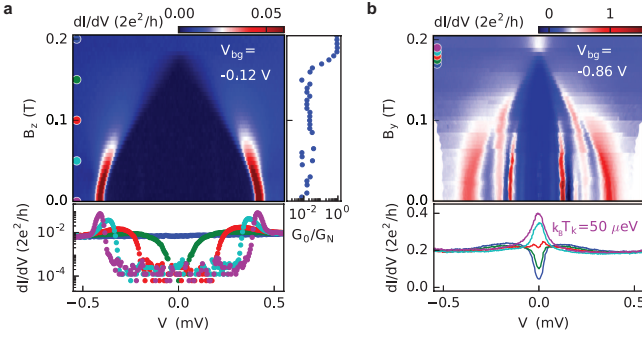 a
dI/dV (2e²/h)
0.00
0.05
V_bg =
-0.12 V
B_z (T)
0.2
0.1
0.0
10⁻² 10⁰
G_0/G_N
dI/dV (2e²/h)
10⁻²
10⁻⁴
-0.5 0.0 0.5
V (mV)
b
dI/dV (2e²/h)
0 1
V_bg =
-0.86 V
B_y (T)
0.2
0.1
0.0
k_BT_k=50 μeV
dI/dV (2e²/h)
0.4
0.2
0.0
-0.5 0.0 0.5
V (mV)